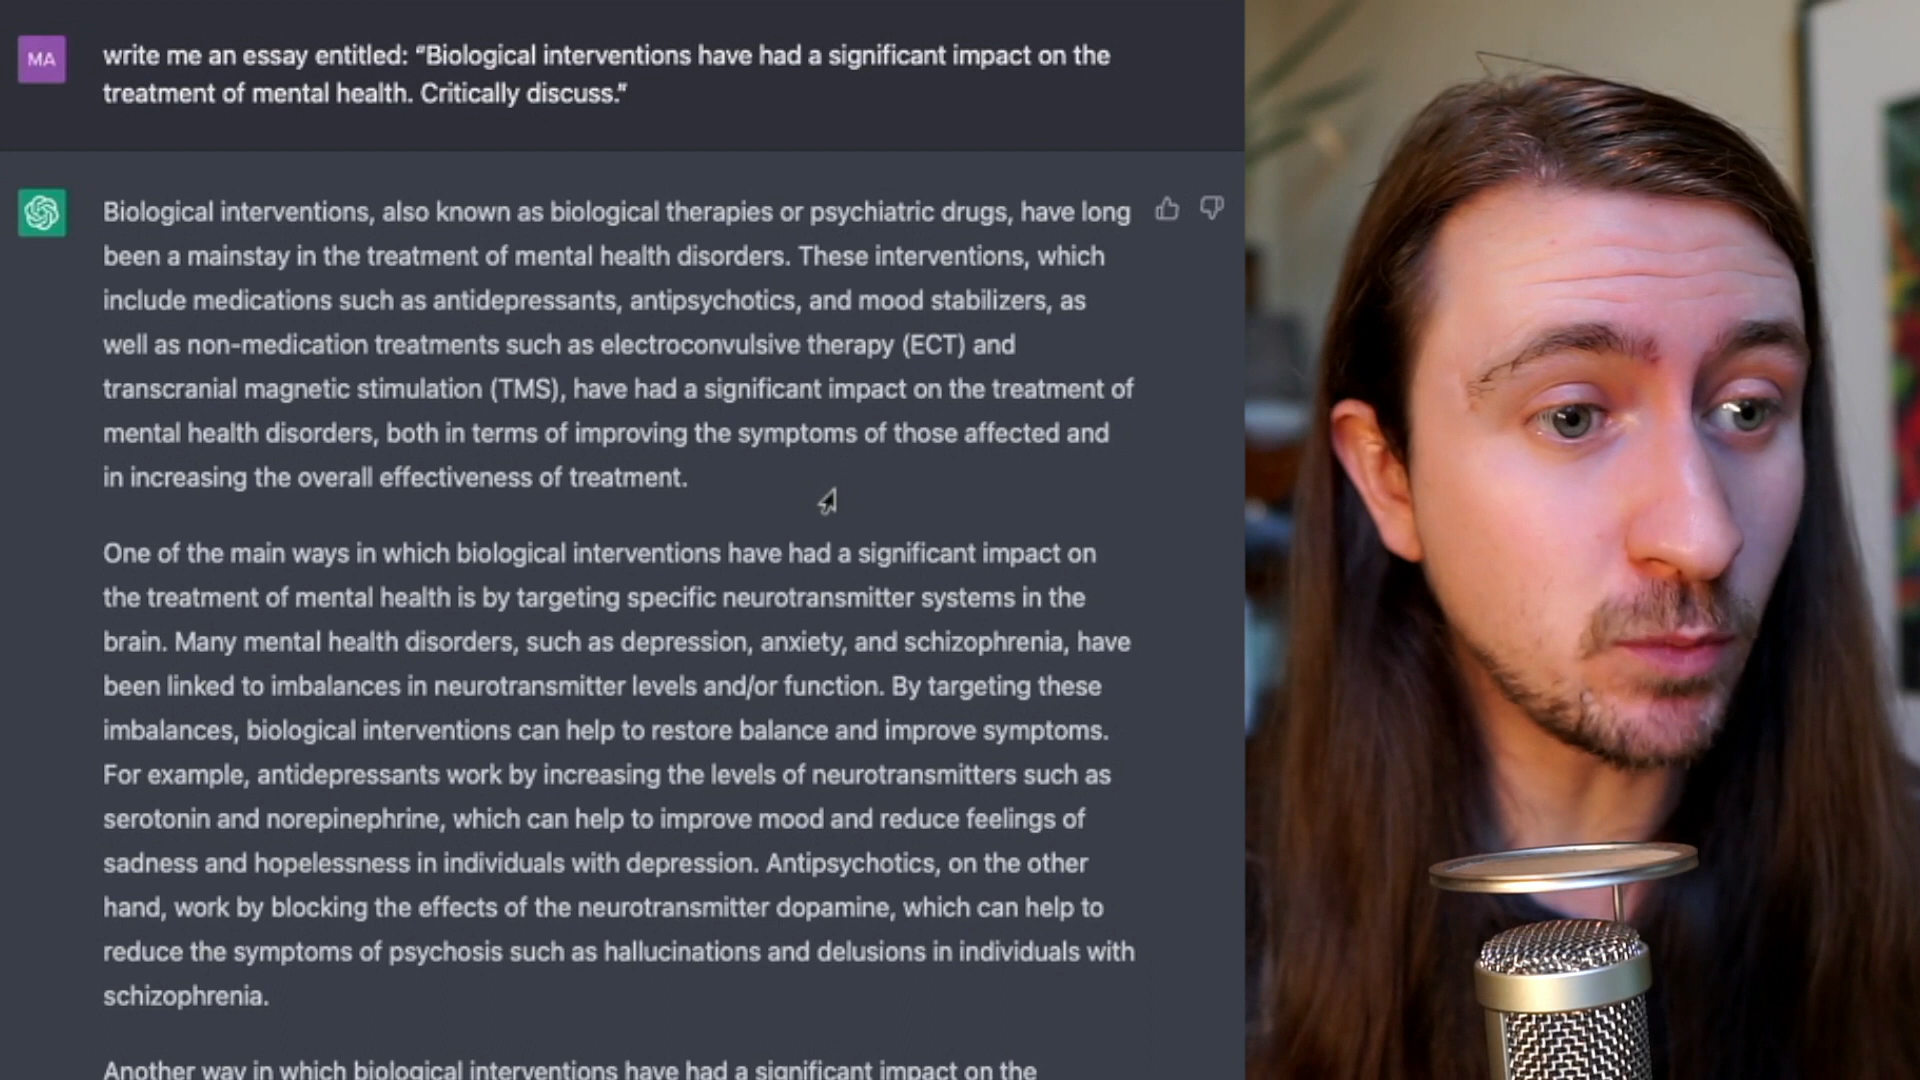 MA
write me an essay entitled: “Biological interventions have had a significant impact on the
treatment of mental health. Critically discuss.”
Biological interventions, also known as biological therapies or psychiatric drugs, have long
been a mainstay in the treatment of mental health disorders. These interventions, which
include medications such as antidepressants, antipsychotics, and mood stabilizers, as
well as non-medication treatments such as electroconvulsive therapy (ECT) and
transcranial magnetic stimulation (TMS), have had a significant impact on the treatment of
mental health disorders, both in terms of improving the symptoms of those affected and
in increasing the overall effectiveness of treatment.
One of the main ways in which biological interventions have had a significant impact on
the treatment of mental health is by targeting specific neurotransmitter systems in the
brain. Many mental health disorders, such as depression, anxiety, and schizophrenia, have
been linked to imbalances in neurotransmitter levels and/or function. By targeting these
imbalances, biological interventions can help to restore balance and improve symptoms.
For example, antidepressants work by increasing the levels of neurotransmitters such as
serotonin and norepinephrine, which can help to improve mood and reduce feelings of
sadness and hopelessness in individuals with depression. Antipsychotics, on the other
hand, work by blocking the effects of the neurotransmitter dopamine, which can help to
reduce the symptoms of psychosis such as hallucinations and delusions in individuals with
schizophrenia.
Another way in which biological interventions have had a significant impact on the